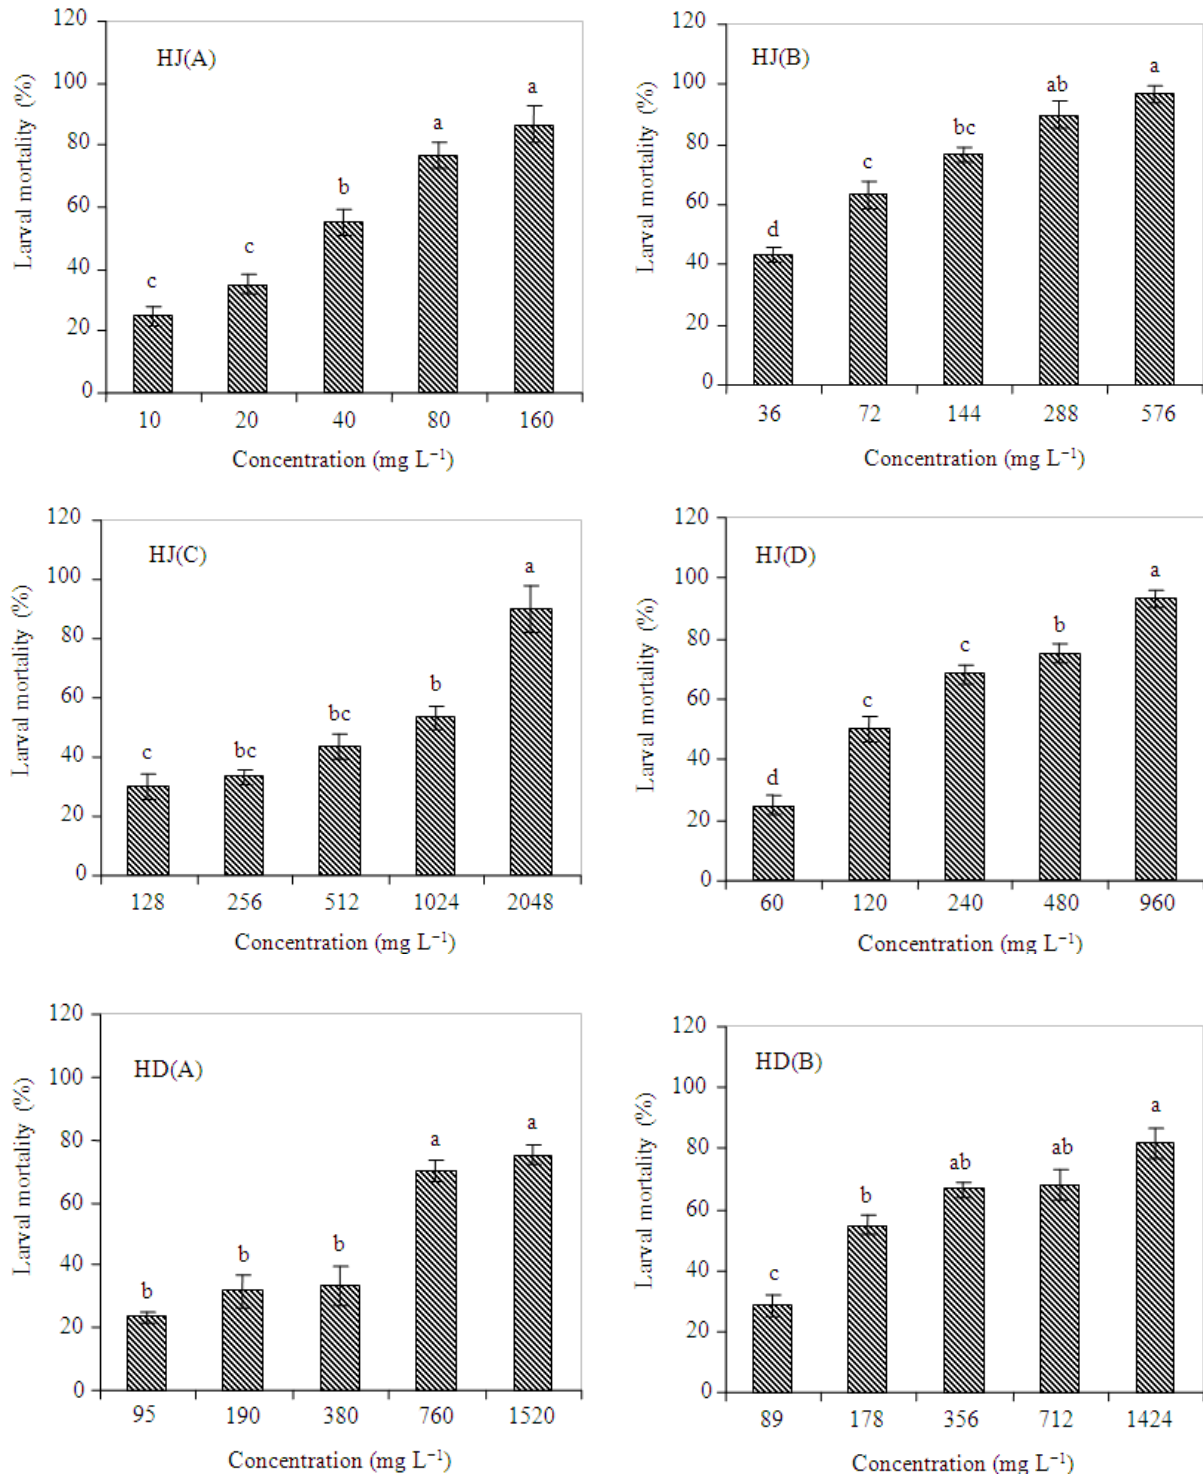 HJ(A)
Larval mortality (%)
120
100
80
60
40
20
0
c
c
b
a
a
10 20 40 80 160
Concentration (mg L⁻¹)
HJ(B)
Larval mortality (%)
120
100
80
60
40
20
0
d
c
bc
ab
a
36 72 144 288 576
Concentration (mg L⁻¹)
HJ(C)
Larval mortality (%)
120
100
80
60
40
20
0
c
bc
bc
b
a
128 256 512 1024 2048
Concentration (mg L⁻¹)
HJ(D)
Larval mortality (%)
120
100
80
60
40
20
0
d
c
c
b
a
60 120 240 480 960
Concentration (mg L⁻¹)
HD(A)
Larval mortality (%)
120
100
80
60
40
20
0
b
b
b
a
a
95 190 380 760 1520
Concentration (mg L⁻¹)
HD(B)
Larval mortality (%)
120
100
80
60
40
20
0
c
b
ab
ab
a
89 178 356 712 1424
Concentration (mg L⁻¹)